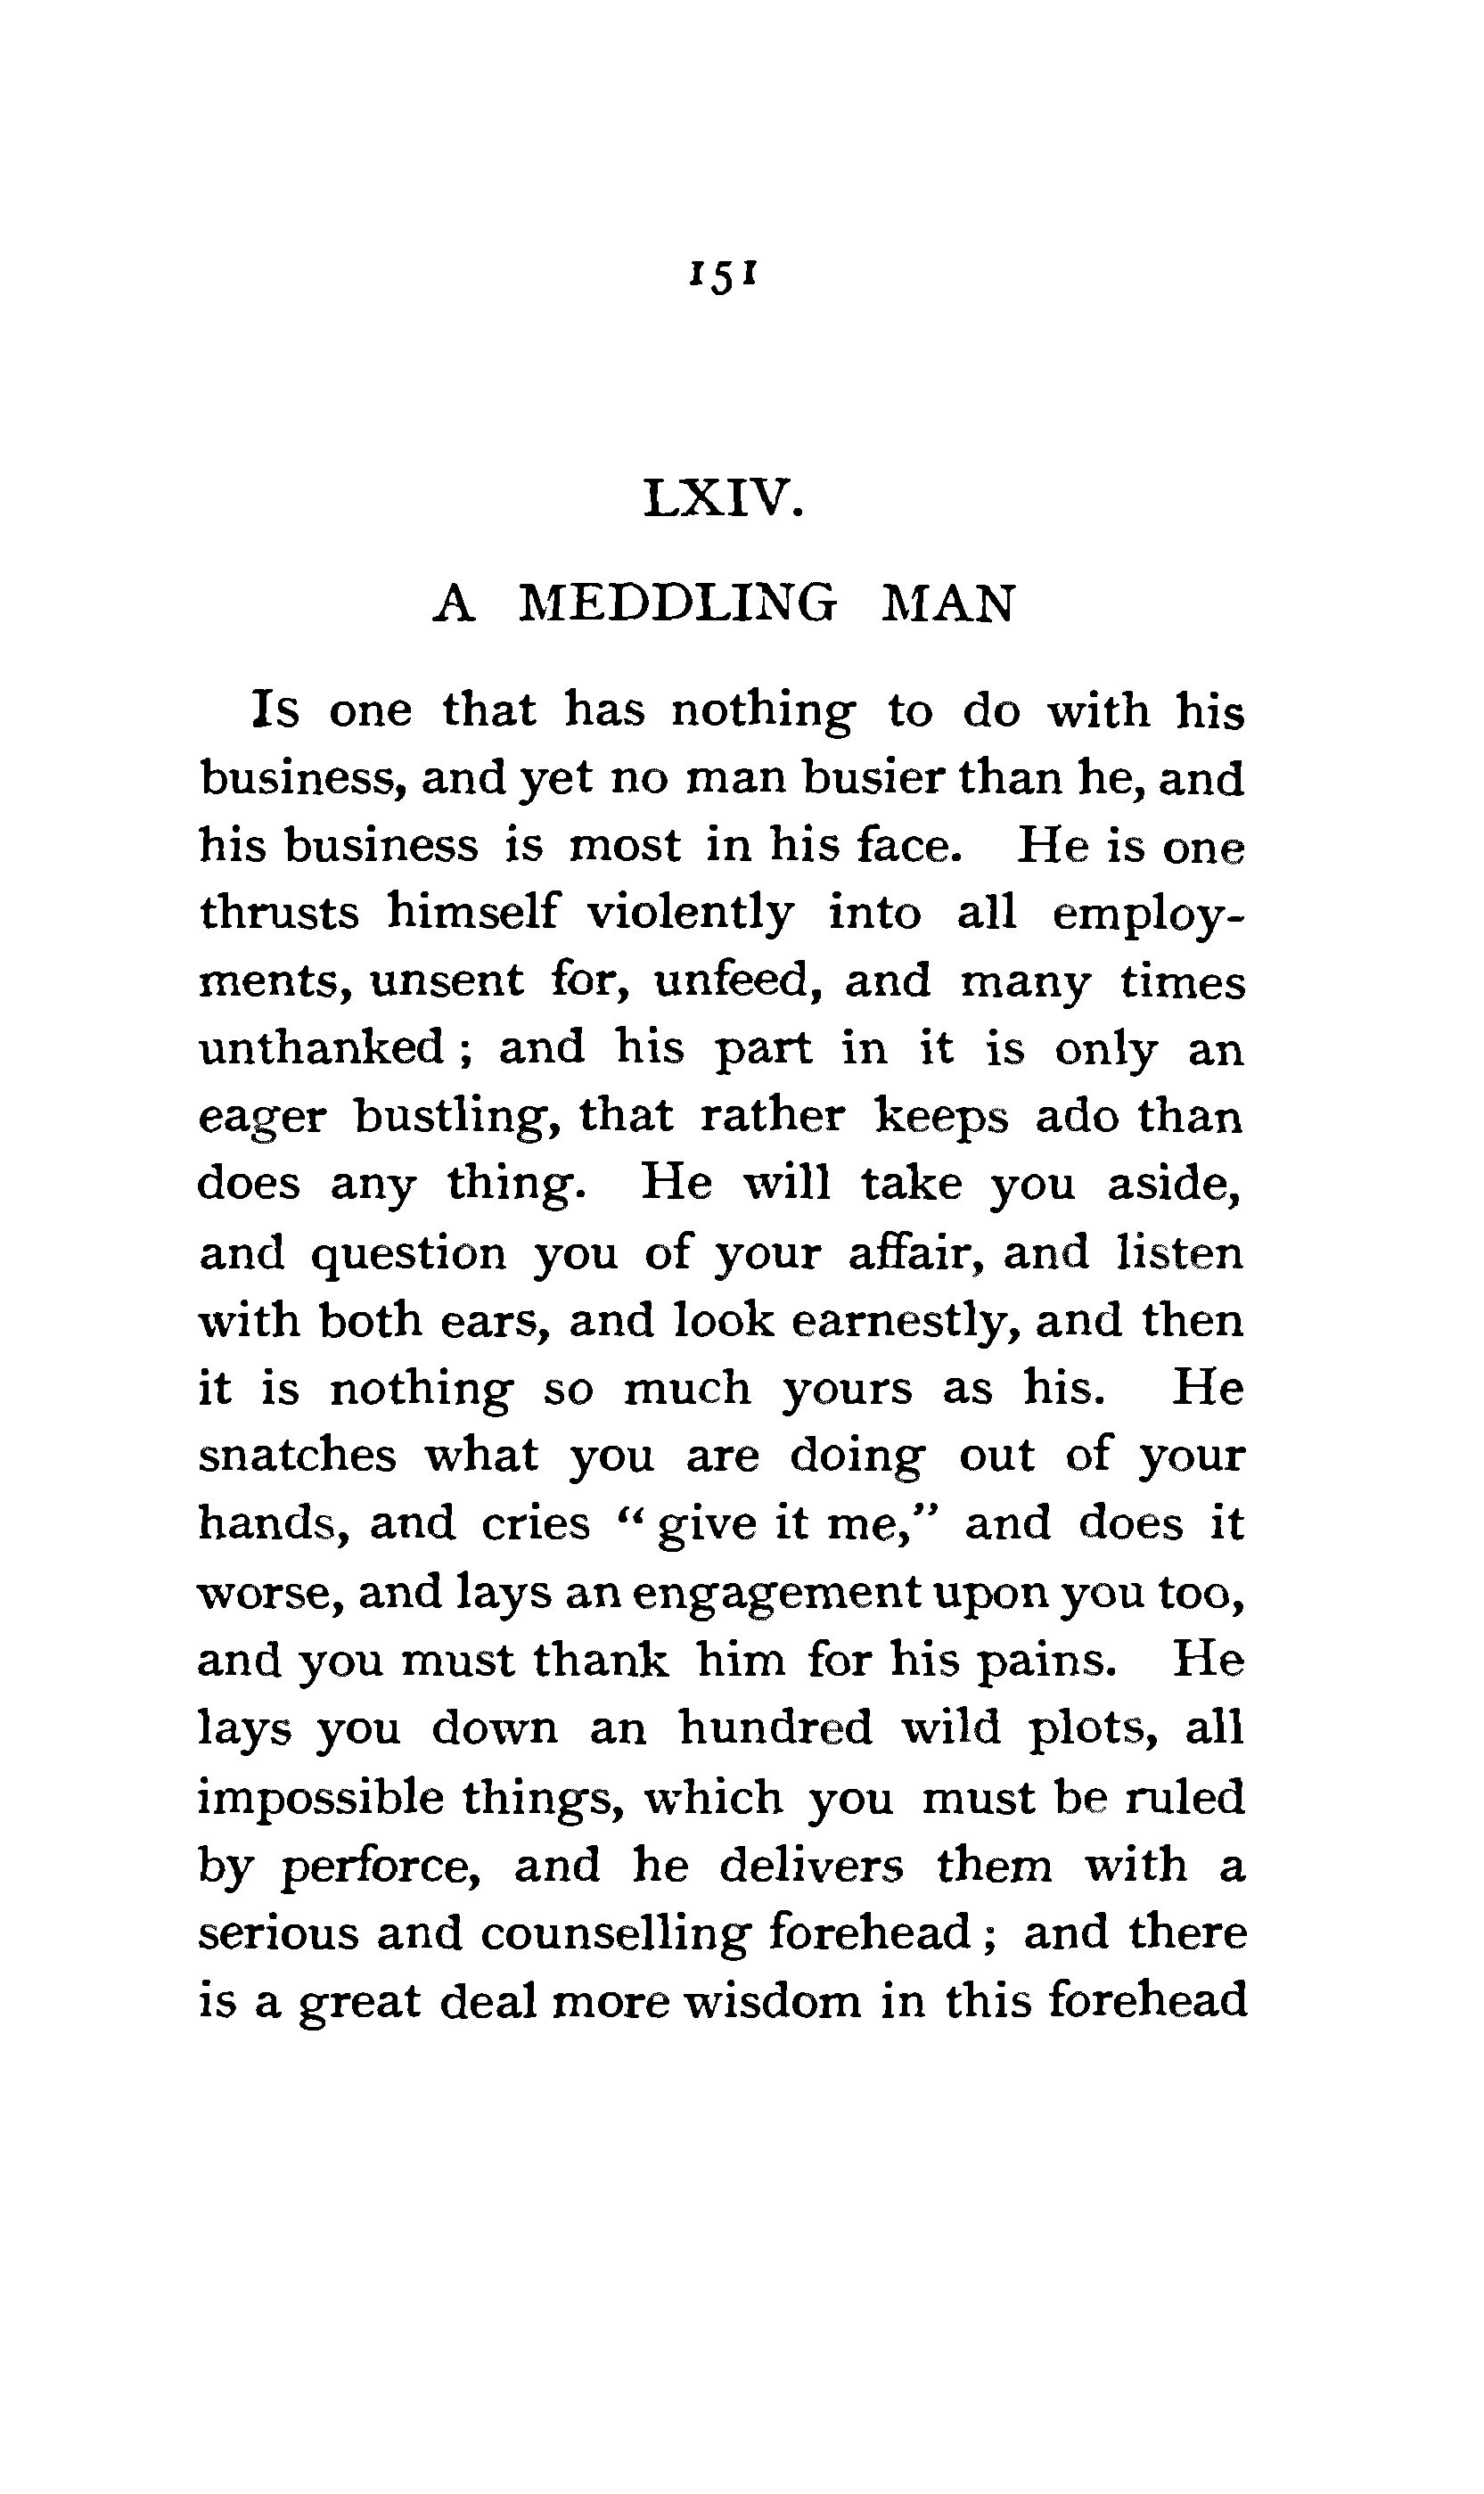 151
LXIV.
A MEDDLING MAN
Is one that has nothing to do with his
business, and yet no man busier than he, and
his business is most in his face. He is one
thrusts himself violently into all employ-
ments, unsent for, unfeed, and many times
unthanked ; and his part in it is only an
eager bustling, that rather keeps ado than
does any thing. He will take you aside,
and question you of your affair, and listen
with both ears, and look earnestly, and then
it is nothing so much yours as his. He
snatches what you are doing out of your
hands, and cries “ give it me,” and does it
worse, and lays an engagement upon you too,
and you must thank him for his pains. He
lays you down an hundred wild plots, all
impossible things, which you must be ruled
by perforce, and he delivers them with a
serious and counselling forehead ; and there
is a great deal more wisdom in this forehead